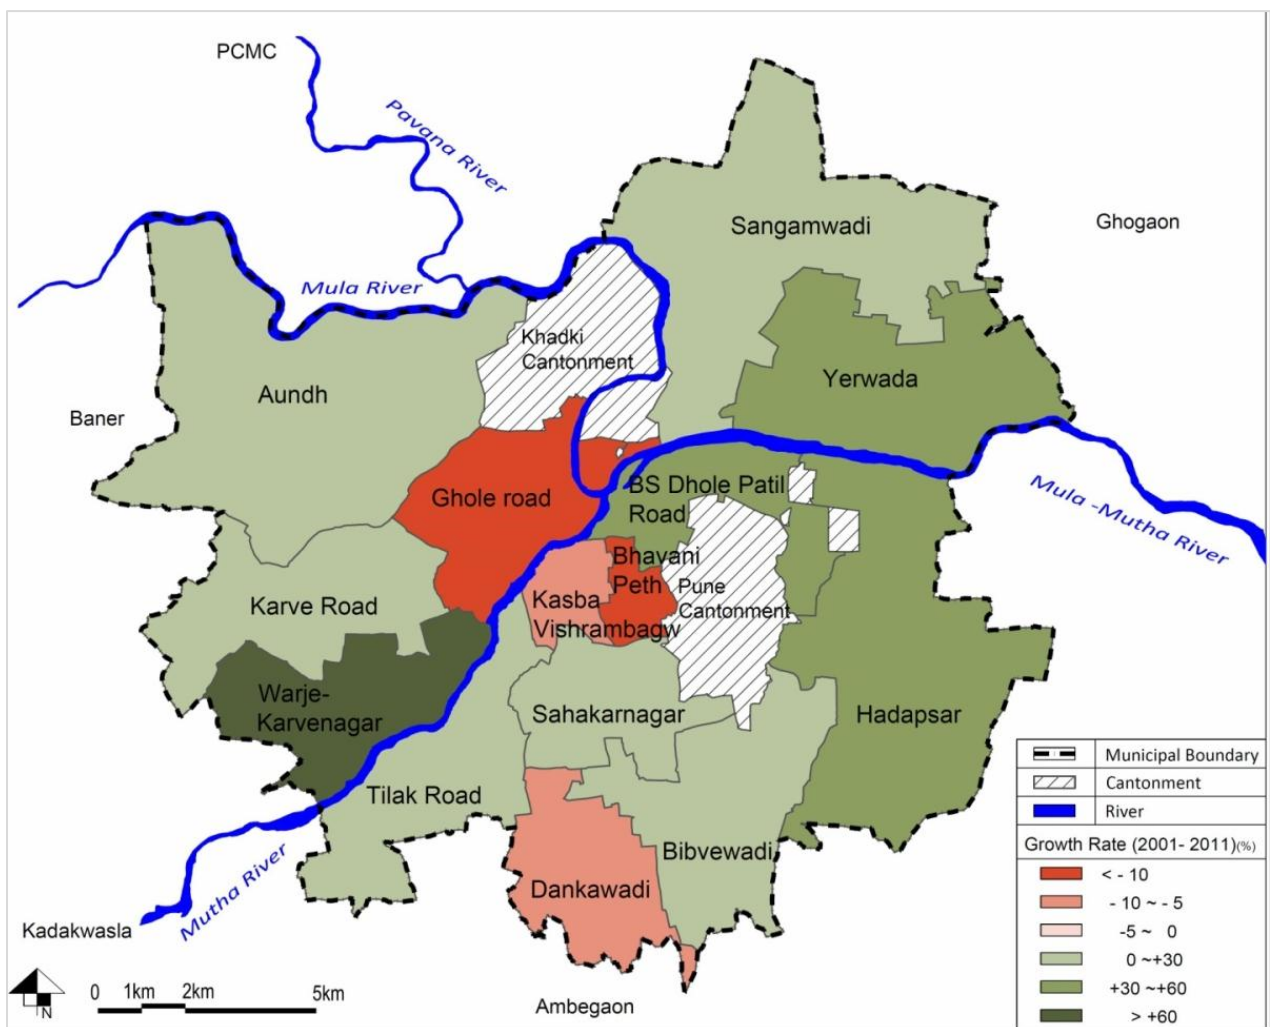 PCMC
Pavana River
Sangamwadi
Ghogaon
Mula River
Khadki
Cantonment
Yerwada
Aundh
Baner
Ghole road
BS Dhole Patil
Road
Mula -Mutha River
Bhavani
Peth
Pune
Cantonment
Kasba
Vishrambagw
Karve Road
Warje-
Karvenagar
Sahakarnagar
Hadapsar
Tilak Road
Bibvewadi
Dankawadi
Mutha River
Kadakwasla
Ambegaon
N
0 1km 2km 5km
Municipal Boundary
Cantonment
River
Growth Rate (2001- 2011)(%)
< - 10
- 10 ~ - 5
-5 ~ 0
0 ~+30
+30 ~+60
> +60